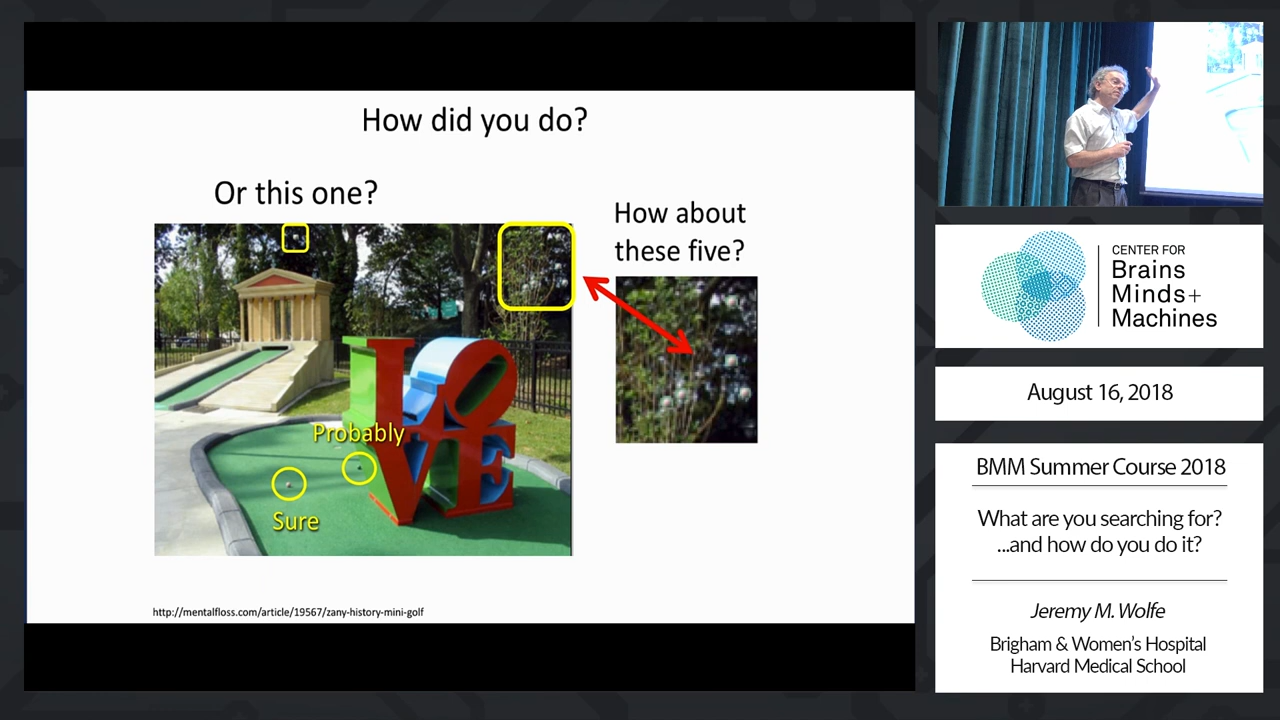 How did you do?
Or this one?
How about
these five?
LO
VE
Probably
Sure
http://mentalfloss.com/article/19567/zany-history-mini-golf
CENTER FOR
Brains
Minds+
Machines
August 16, 2018
BMM Summer Course 2018
What are you searching for?
...and how do you do it?
Jeremy M. Wolfe
Brigham & Women's Hospital
Harvard Medical School